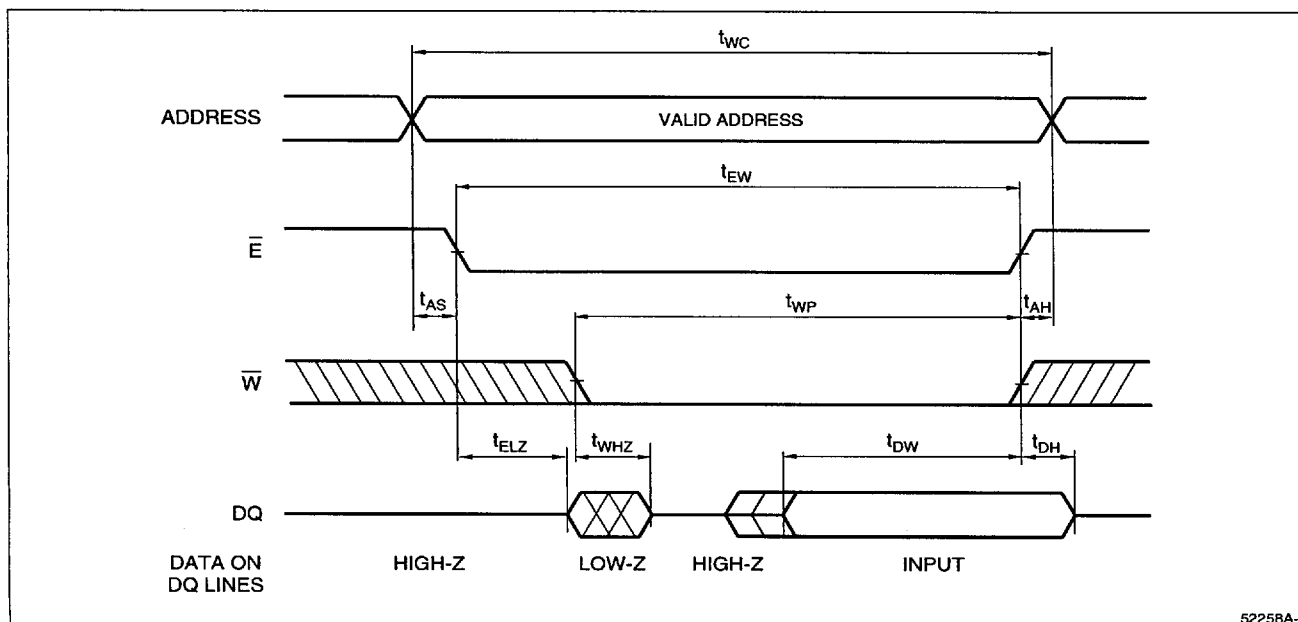 tWC
ADDRESS
VALID ADDRESS
tEW
E̅
tAS
tWP
tAH
W̅
tELZ
tWHZ
tDW
tDH
DQ
DATA ON
DQ LINES
HIGH-Z
LOW-Z
HIGH-Z
INPUT
52258A-